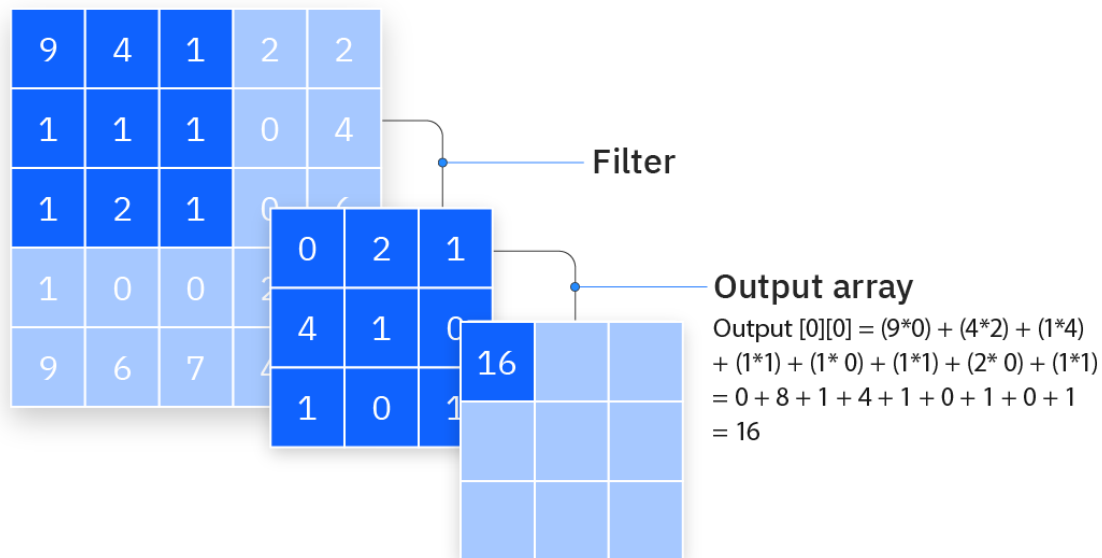 9 4 1 2 2
1 1 1 0 4
1 2 1 0
1 0 0
9 6 7
0 2 1
4 1 0
1 0 1
16
Filter
Output array
Output [0][0] = (9*0) + (4*2) + (1*4)
+ (1*1) + (1* 0) + (1*1) + (2* 0) + (1*1)
= 0 + 8 + 1 + 4 + 1 + 0 + 1 + 0 + 1
= 16